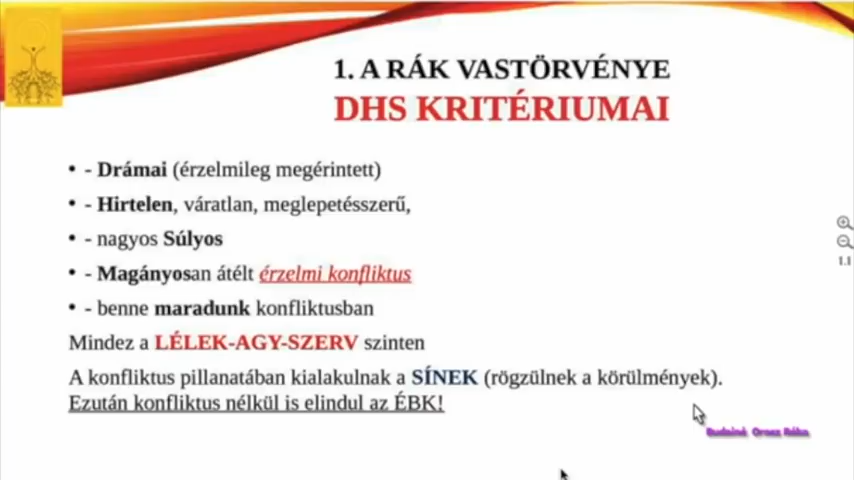 1. A RÁK VASTÖRVÉNYE
DHS KRITÉRIUMAI
• - Drámai (érzelmileg megérintett)
• - Hirtelen, váratlan, meglepetésszerű,
• - nagyos Súlyos
• - Magányosan átélt érzelmi konfliktus
• - benne maradunk konfliktusban
Mindez a LÉLEK-AGY-SZERV szinten
A konfliktus pillanatában kialakulnak a SÍNEK (rögzülnek a körülmények).
Ezután konfliktus nélkül is elindul az ÉBK!
1.1
Orosz